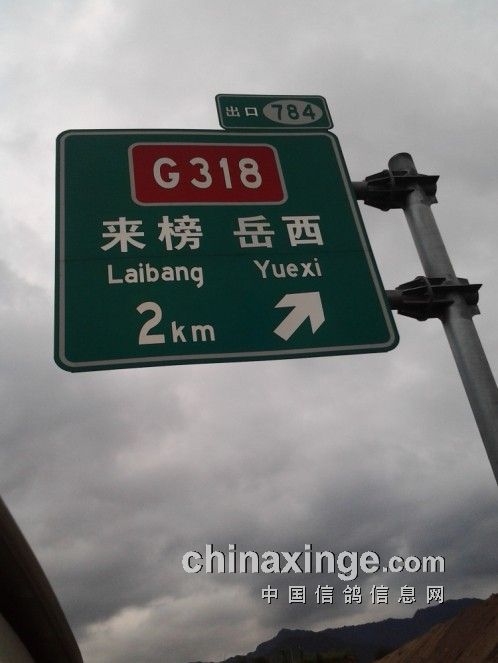 出口 784
G318
来榜 岳西
Laibang Yuexi
2km
chinaxinge.com
中国信鸽信息网